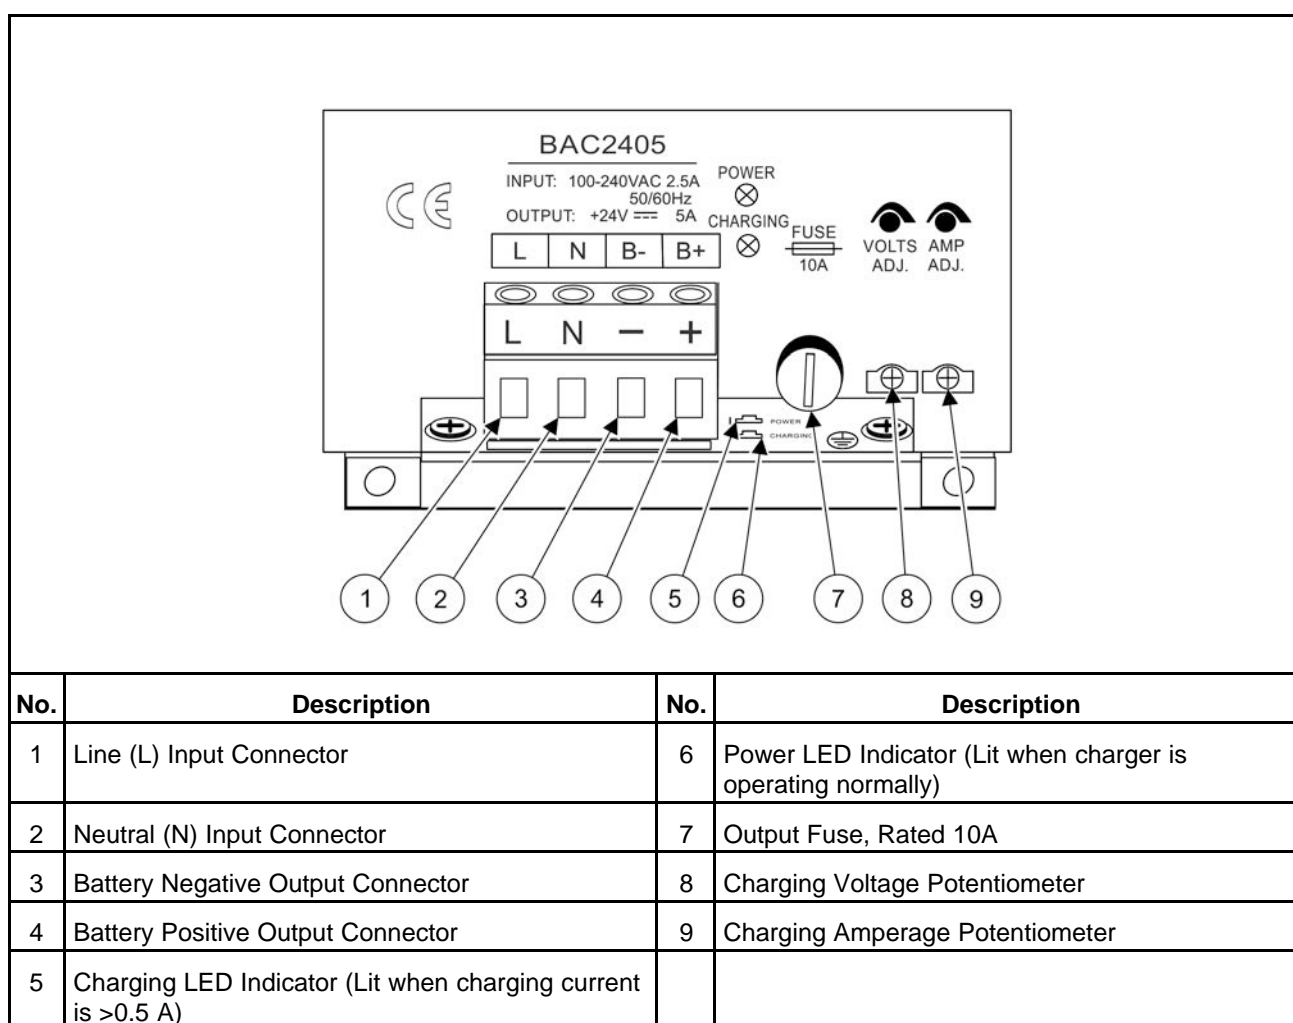 BAC2405
CE
INPUT: 100-240VAC 2.5A
50/60Hz
OUTPUT: +24V 5A
POWER
CHARGING
FUSE
10A
VOLTS ADJ.
AMP ADJ.
L N B- B+
L N − +
POWER
CHARGING
1 2 3 4 5 6 7 8 9
No. Description No. Description
1 Line (L) Input Connector 6 Power LED Indicator (Lit when charger is
operating normally)
2 Neutral (N) Input Connector 7 Output Fuse, Rated 10A
3 Battery Negative Output Connector 8 Charging Voltage Potentiometer
4 Battery Positive Output Connector 9 Charging Amperage Potentiometer
5 Charging LED Indicator (Lit when charging current
is >0.5 A)